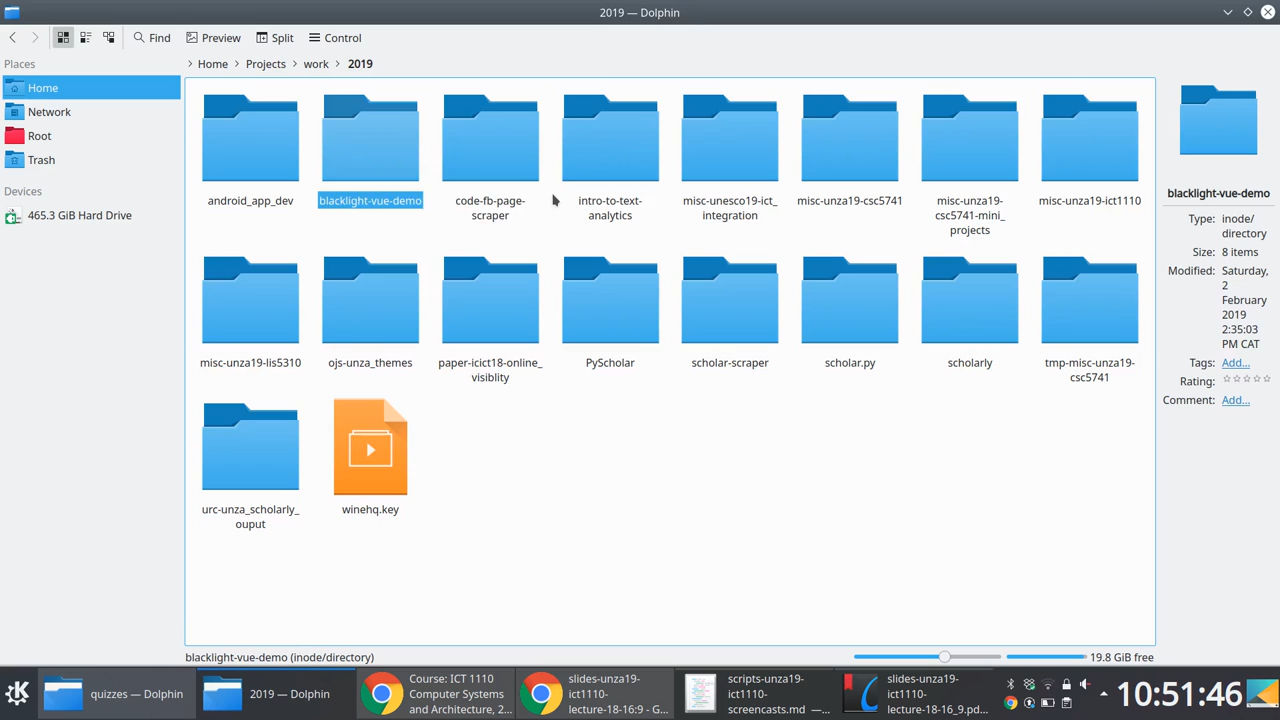 2019 — Dolphin
Find
Preview
Split
Control
Places
Home
Network
Root
Trash
Devices
465.3 GiB Hard Drive
Home
Projects
work
2019
android_app_dev
blacklight-vue-demo
code-fb-page-
scraper
intro-to-text-
analytics
misc-unesco19-ict_
integration
misc-unza19-csc5741
misc-unza19-
csc5741-mini_
projects
misc-unza19-ict1110
misc-unza19-lis5310
ojs-unza_themes
paper-icict18-online_
visiblity
PyScholar
scholar-scraper
scholar.py
scholarly
tmp-misc-unza19-
csc5741
urc-unza_scholarly_
ouput
winehq.key
blacklight-vue-demo
Type: inode/
directory
Size: 8 items
Modified: Saturday,
2
February
2019
2:35:03
PM CAT
Tags: Add...
Rating:
Comment: Add...
blacklight-vue-demo (inode/directory)
19.8 GiB free
quizzes — Dolphin
2019 — Dolphin
Course: ICT 1110
Computer Systems
and Architecture, 2...
slides-unza19-
ict1110-
lecture-18-16:9 - G...
scripts-unza19-
ict1110-
screencasts.md —...
slides-unza19-
ict1110-
lecture-18-16_9.pd...
10:51:46